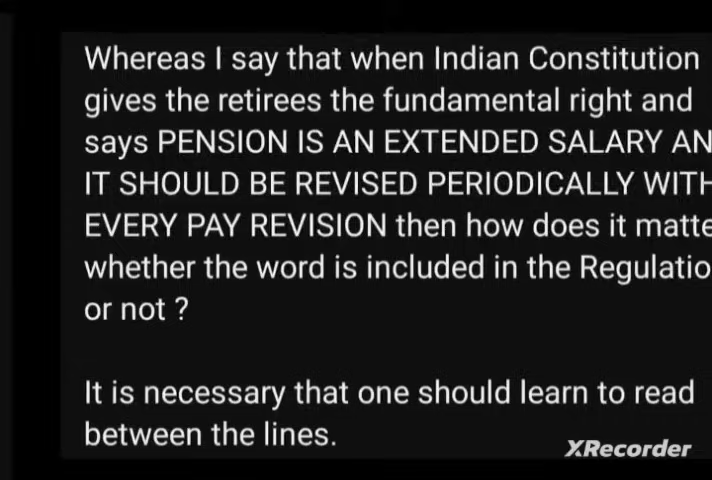 Whereas I say that when Indian Constitution
gives the retirees the fundamental right and
says PENSION IS AN EXTENDED SALARY AN
IT SHOULD BE REVISED PERIODICALLY WITH
EVERY PAY REVISION then how does it matte
whether the word is included in the Regulatio
or not ?
It is necessary that one should learn to read
between the lines.
XRecorder